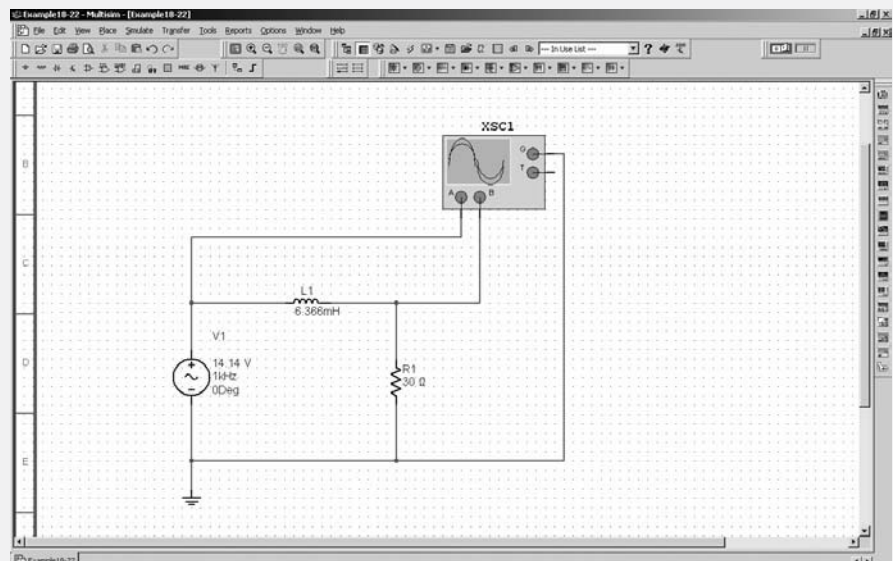 Example18-22 - Multisim - [Example18-22]
File Edit View Place Simulate Transfer Tools Reports Options Window Help
--- In Use List ---
XSC1
G
T
A
B
B
C
L1
6.366mH
V1
14.14 V
1kHz
0Deg
D
R1
30 Ω
E
Example18-22